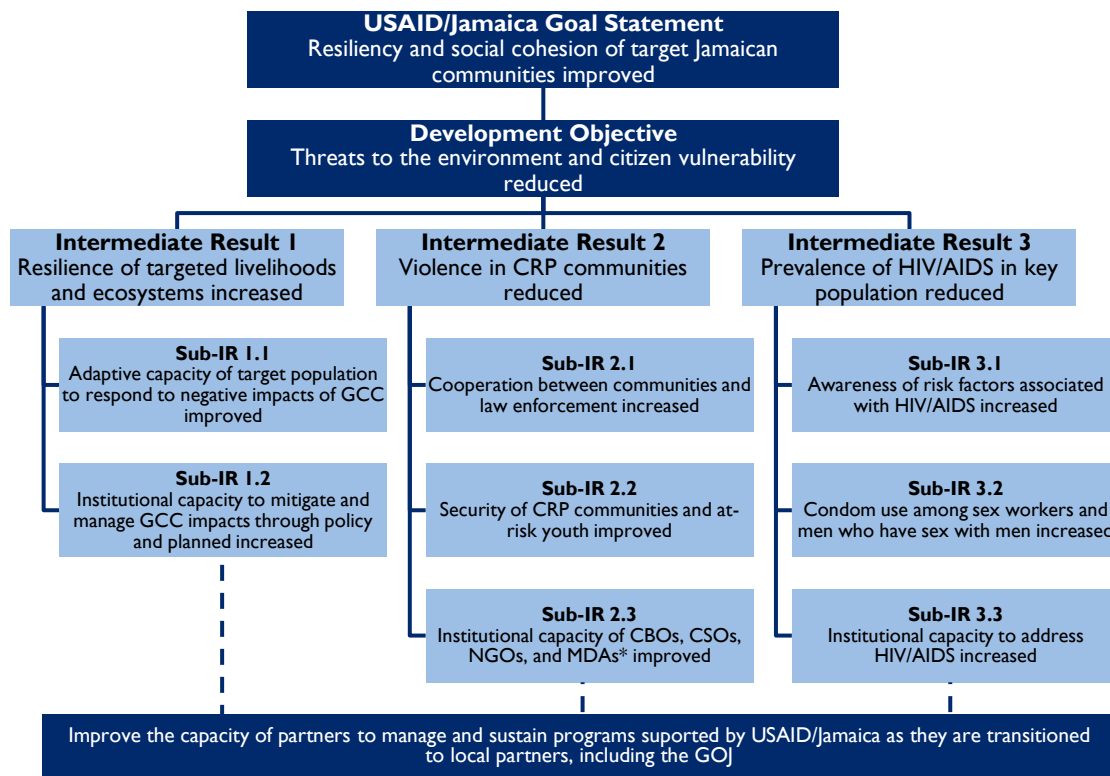 USAID/Jamaica Goal Statement
Resiliency and social cohesion of target Jamaican
communities improved
Development Objective
Threats to the environment and citizen vulnerability
reduced
Intermediate Result 1
Resilience of targeted livelihoods
and ecosystems increased
Intermediate Result 2
Violence in CRP communities
reduced
Intermediate Result 3
Prevalence of HIV/AIDS in key
population reduced
Sub-IR 1.1
Adaptive capacity of target population
to respond to negative impacts of GCC
improved
Sub-IR 2.1
Cooperation between communities and
law enforcement increased
Sub-IR 3.1
Awareness of risk factors associated
with HIV/AIDS increased
Sub-IR 1.2
Institutional capacity to mitigate and
manage GCC impacts through policy
and planned increased
Sub-IR 2.2
Security of CRP communities and at-
risk youth improved
Sub-IR 3.2
Condom use among sex workers and
men who have sex with men increased
Sub-IR 2.3
Institutional capacity of CBOs, CSOs,
NGOs, and MDAs* improved
Sub-IR 3.3
Institutional capacity to address
HIV/AIDS increased
Improve the capacity of partners to manage and sustain programs suported by USAID/Jamaica as they are transitioned
to local partners, including the GOJ